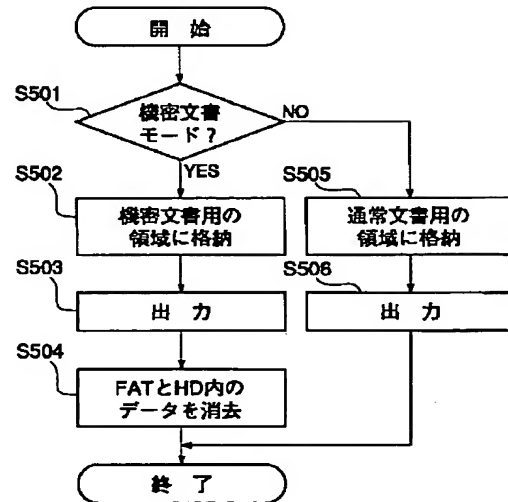 開 始
S501
機密文書
モード?
NO
YES
S502
機密文書用の
領域に格納
S505
通常文書用の
領域に格納
S503
出 力
S506
出 力
S504
FATとHD内の
データを消去
終 了